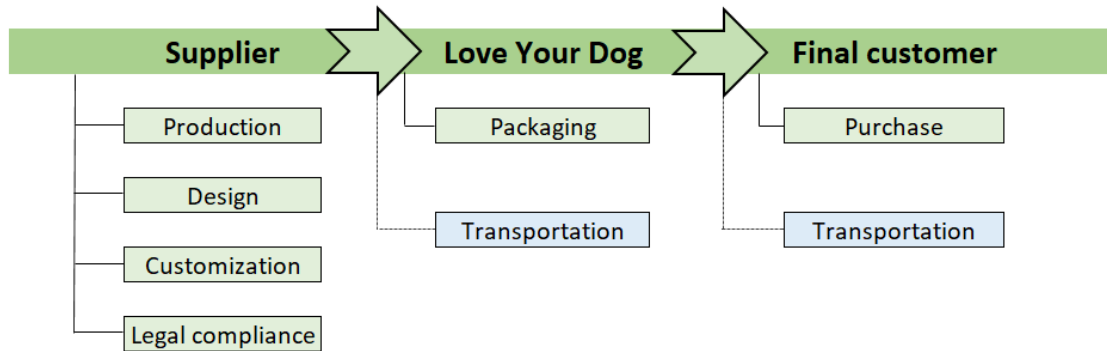 Supplier
Love Your Dog
Final customer
Production
Packaging
Purchase
Design
Transportation
Transportation
Customization
Legal compliance